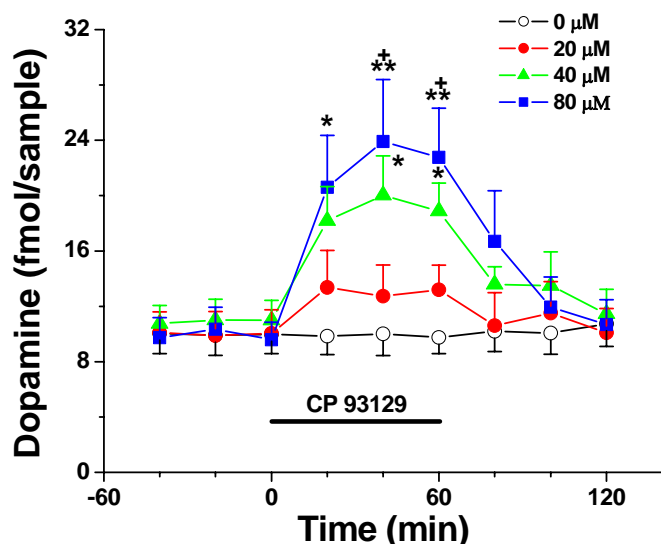 0 μM
20 μM
40 μM
80 μM
32
24
16
8
0
Dopamine (fmol/sample)
+
**
+
**
*
*
*
CP 93129
-60
0
60
120
Time (min)